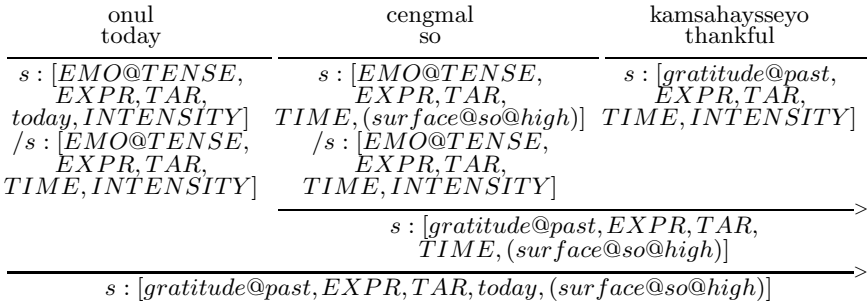 onul cengmal kamsahaysseyo
today so thankful
s : [EMO@TENSE, s : [EMO@TENSE, s : [gratitude@past,
EXPR, TAR, EXPR, TAR, EXPR, TAR,
today, INTENSITY] TIME, (surface@so@high)] TIME, INTENSITY]
/s : [EMO@TENSE, /s : [EMO@TENSE,
EXPR, TAR, EXPR, TAR,
TIME, INTENSITY] TIME, INTENSITY]
>
s : [gratitude@past, EXPR, TAR,
TIME, (surface@so@high)]
>
s : [gratitude@past, EXPR, TAR, today, (surface@so@high)]